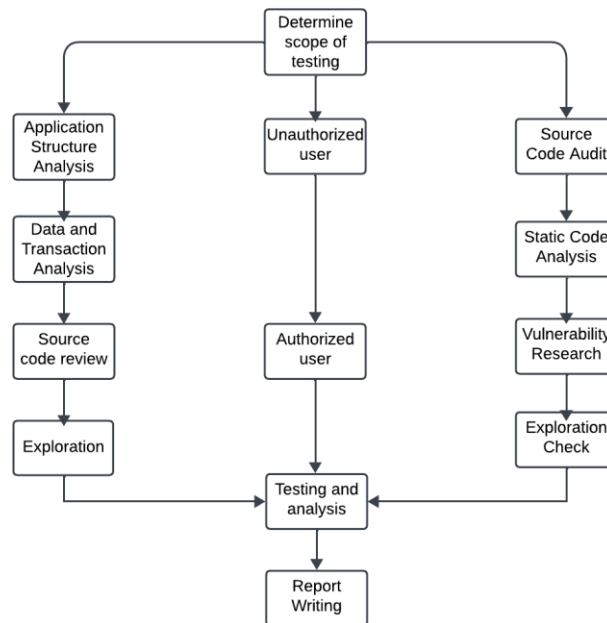 Determine
scope of
testing
Application
Structure
Analysis
Unauthorized
user
Source
Code Audit
Data and
Transaction
Analysis
Static Code
Analysis
Source
code review
Authorized
user
Vulnerability
Research
Exploration
Exploration
Check
Testing and
analysis
Report
Writing